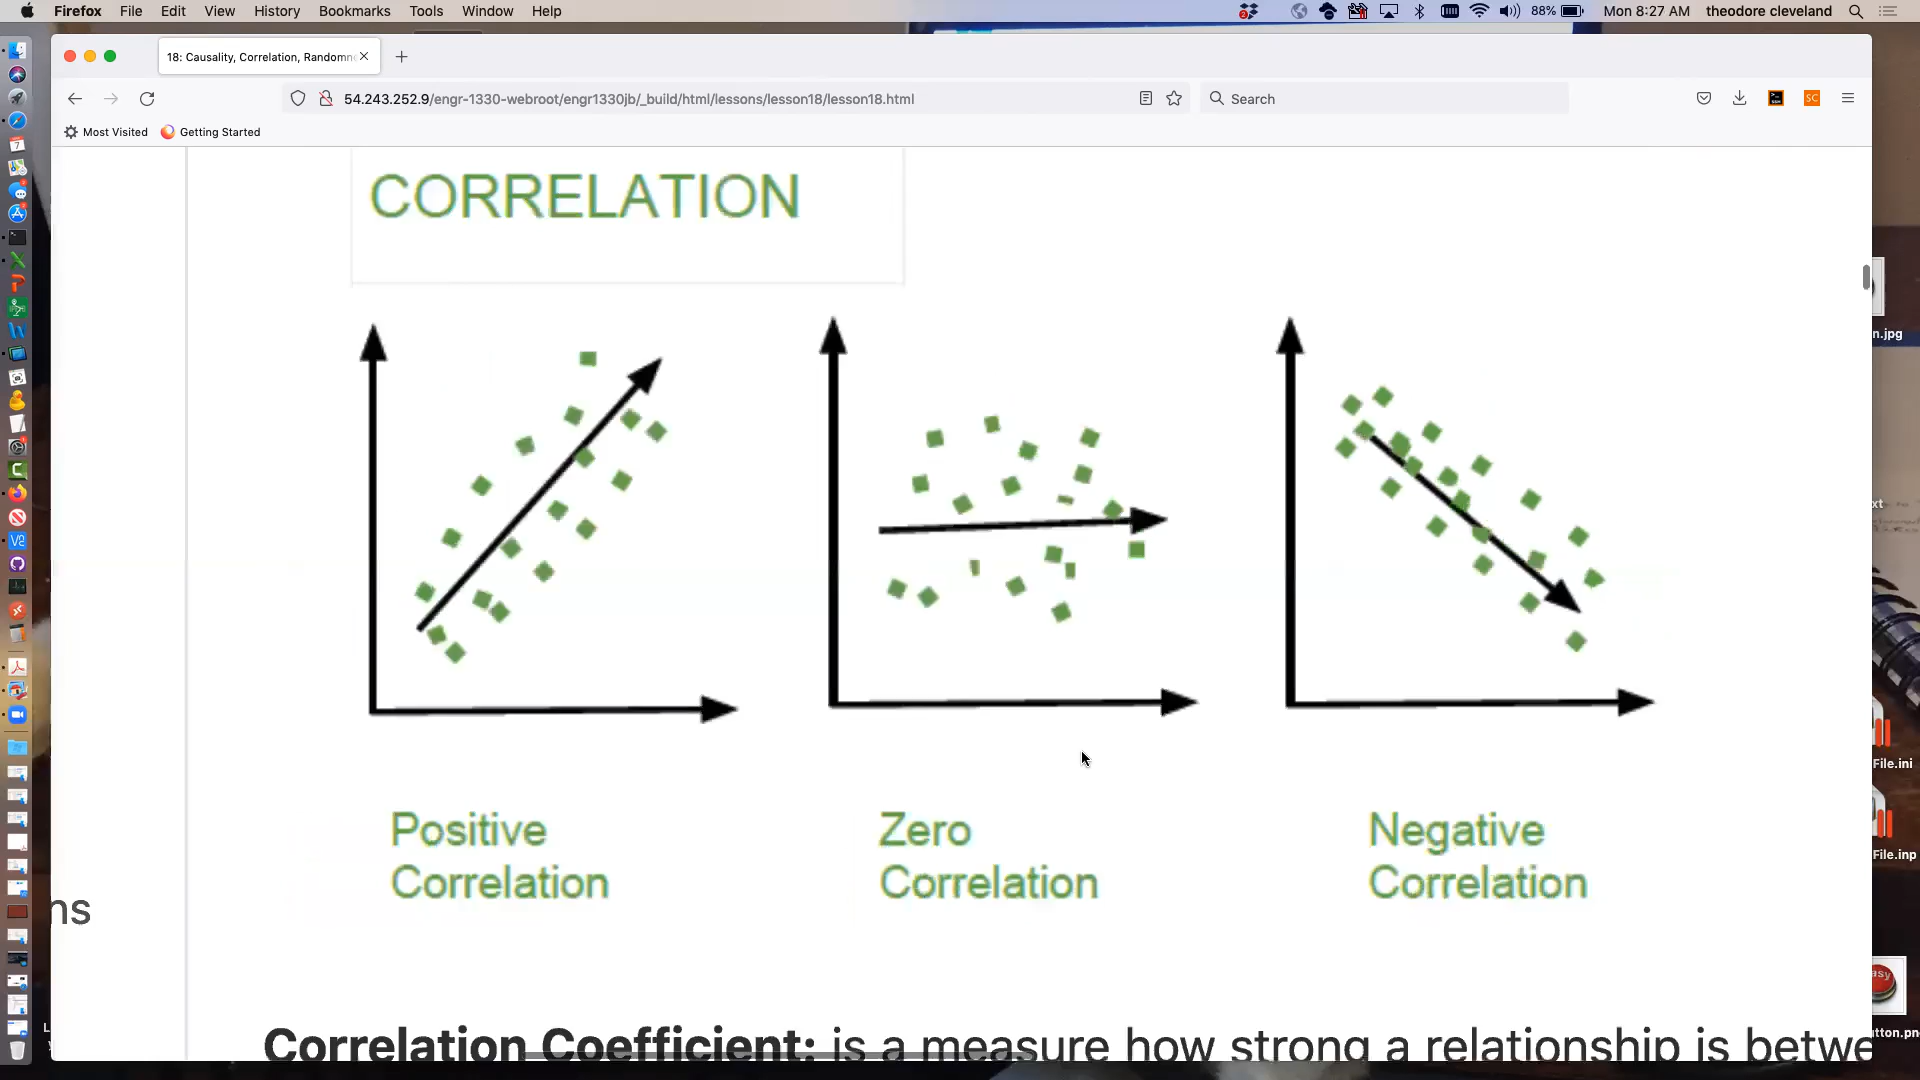 Firefox File Edit View History Bookmarks Tools Window Help 88% Mon 8:27 AM theodore cleveland
18: Causality, Correlation, Randomne
54.243.252.9/engr-1330-webroot/engr1330jb/_build/html/lessons/lesson18/lesson18.html
Search
Most Visited Getting Started
CORRELATION
n.jpg
File.ini
File.inp
Positive
Correlation
Zero
Correlation
Negative
Correlation
ns
tton.pn
Correlation Coefficient: is a measure how strong a relationship is betwe